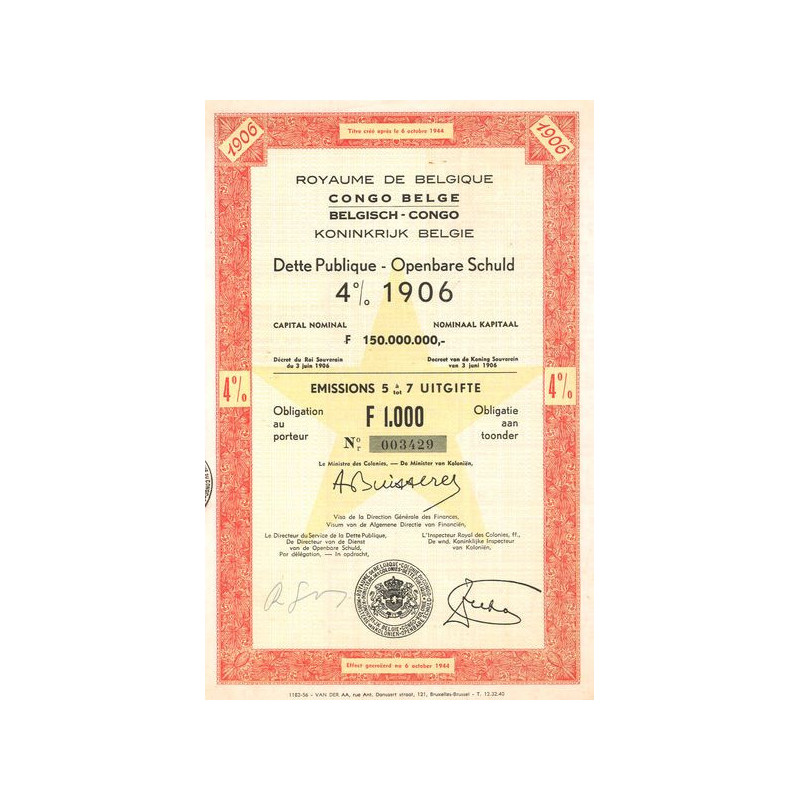 1906
Titre créé après le 6 octobre 1944
1906
ROYAUME DE BELGIQUE
CONGO BELGE
BELGISCH - CONGO
KONINKRIJK BELGIE
Dette Publique - Openbare Schuld
4% 1906
CAPITAL NOMINAL NOMINAAL KAPITAAL
F 150.000.000,-
Décret du Roi Souverain Decreet van de Koning Souverein
du 3 juin 1906 van 3 juni 1906
4% 4%
EMISSIONS 5 à tot 7 UITGIFTE
Obligation au porteur
F 1.000
Nor 003429
Obligatie aan toonder
Le Ministre des Colonies, — De Minister van Koloniën,
ABuisseret
Visa de la Direction Générale des Finances,
Visum van de Algemene Directie van Financiën,
Le Directeur du Service de la Dette Publique,
De Directeur van de Dienst
van de Openbare Schuld,
Par délégation, — In opdracht,
L'Inspecteur Royal des Colonies, ff.,
De wnd. Koninklijke Inspecteur
van Koloniën,
Effect gecreëerd na 6 october 1944
1182-56 - VAN DER AA, rue Ant. Dansaert straat, 121, Bruxelles-Brussel - T. 12.32.40